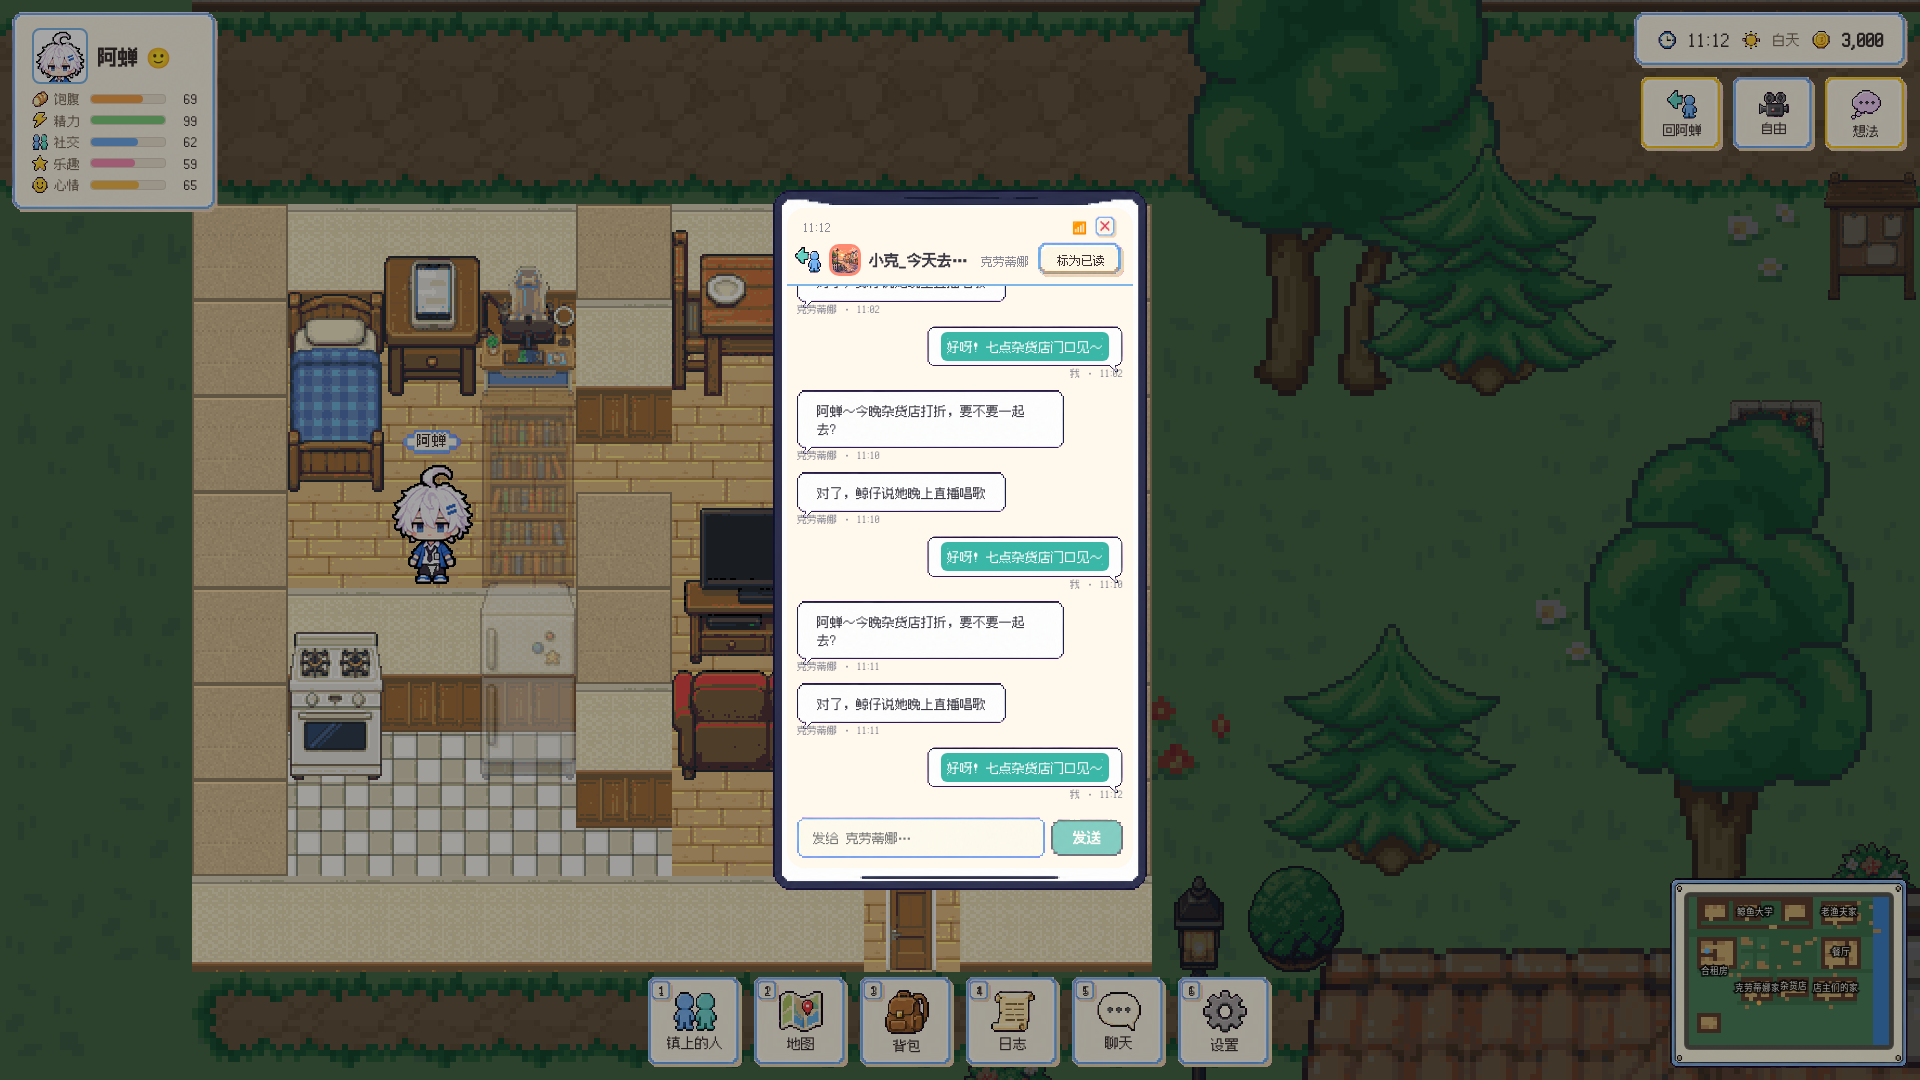 阿蝉
饱腹 69
精力 99
社交 62
乐趣 59
心情 65
11:12 白天 3,000
回阿蝉
自由
想法
阿蝉
11:12
小克_今天去… 克劳蒂娜 标为已读
克劳蒂娜 · 11:02
好呀！七点杂货店门口见～
我 · 11:02
阿蝉～今晚杂货店打折，要不要一起
去？
克劳蒂娜 · 11:10
对了，鲸仔说她晚上直播唱歌
克劳蒂娜 · 11:10
好呀！七点杂货店门口见～
我 · 11:10
阿蝉～今晚杂货店打折，要不要一起
去？
克劳蒂娜 · 11:11
对了，鲸仔说她晚上直播唱歌
克劳蒂娜 · 11:11
好呀！七点杂货店门口见～
我 · 11:12
发给 克劳蒂娜…
发送
1 镇上的人
2 地图
3 背包
4 日志
5 聊天
6 设置
鲸鱼大学
老渔夫家
餐厅
合租房
克劳蒂娜家
杂货店
店主们的家